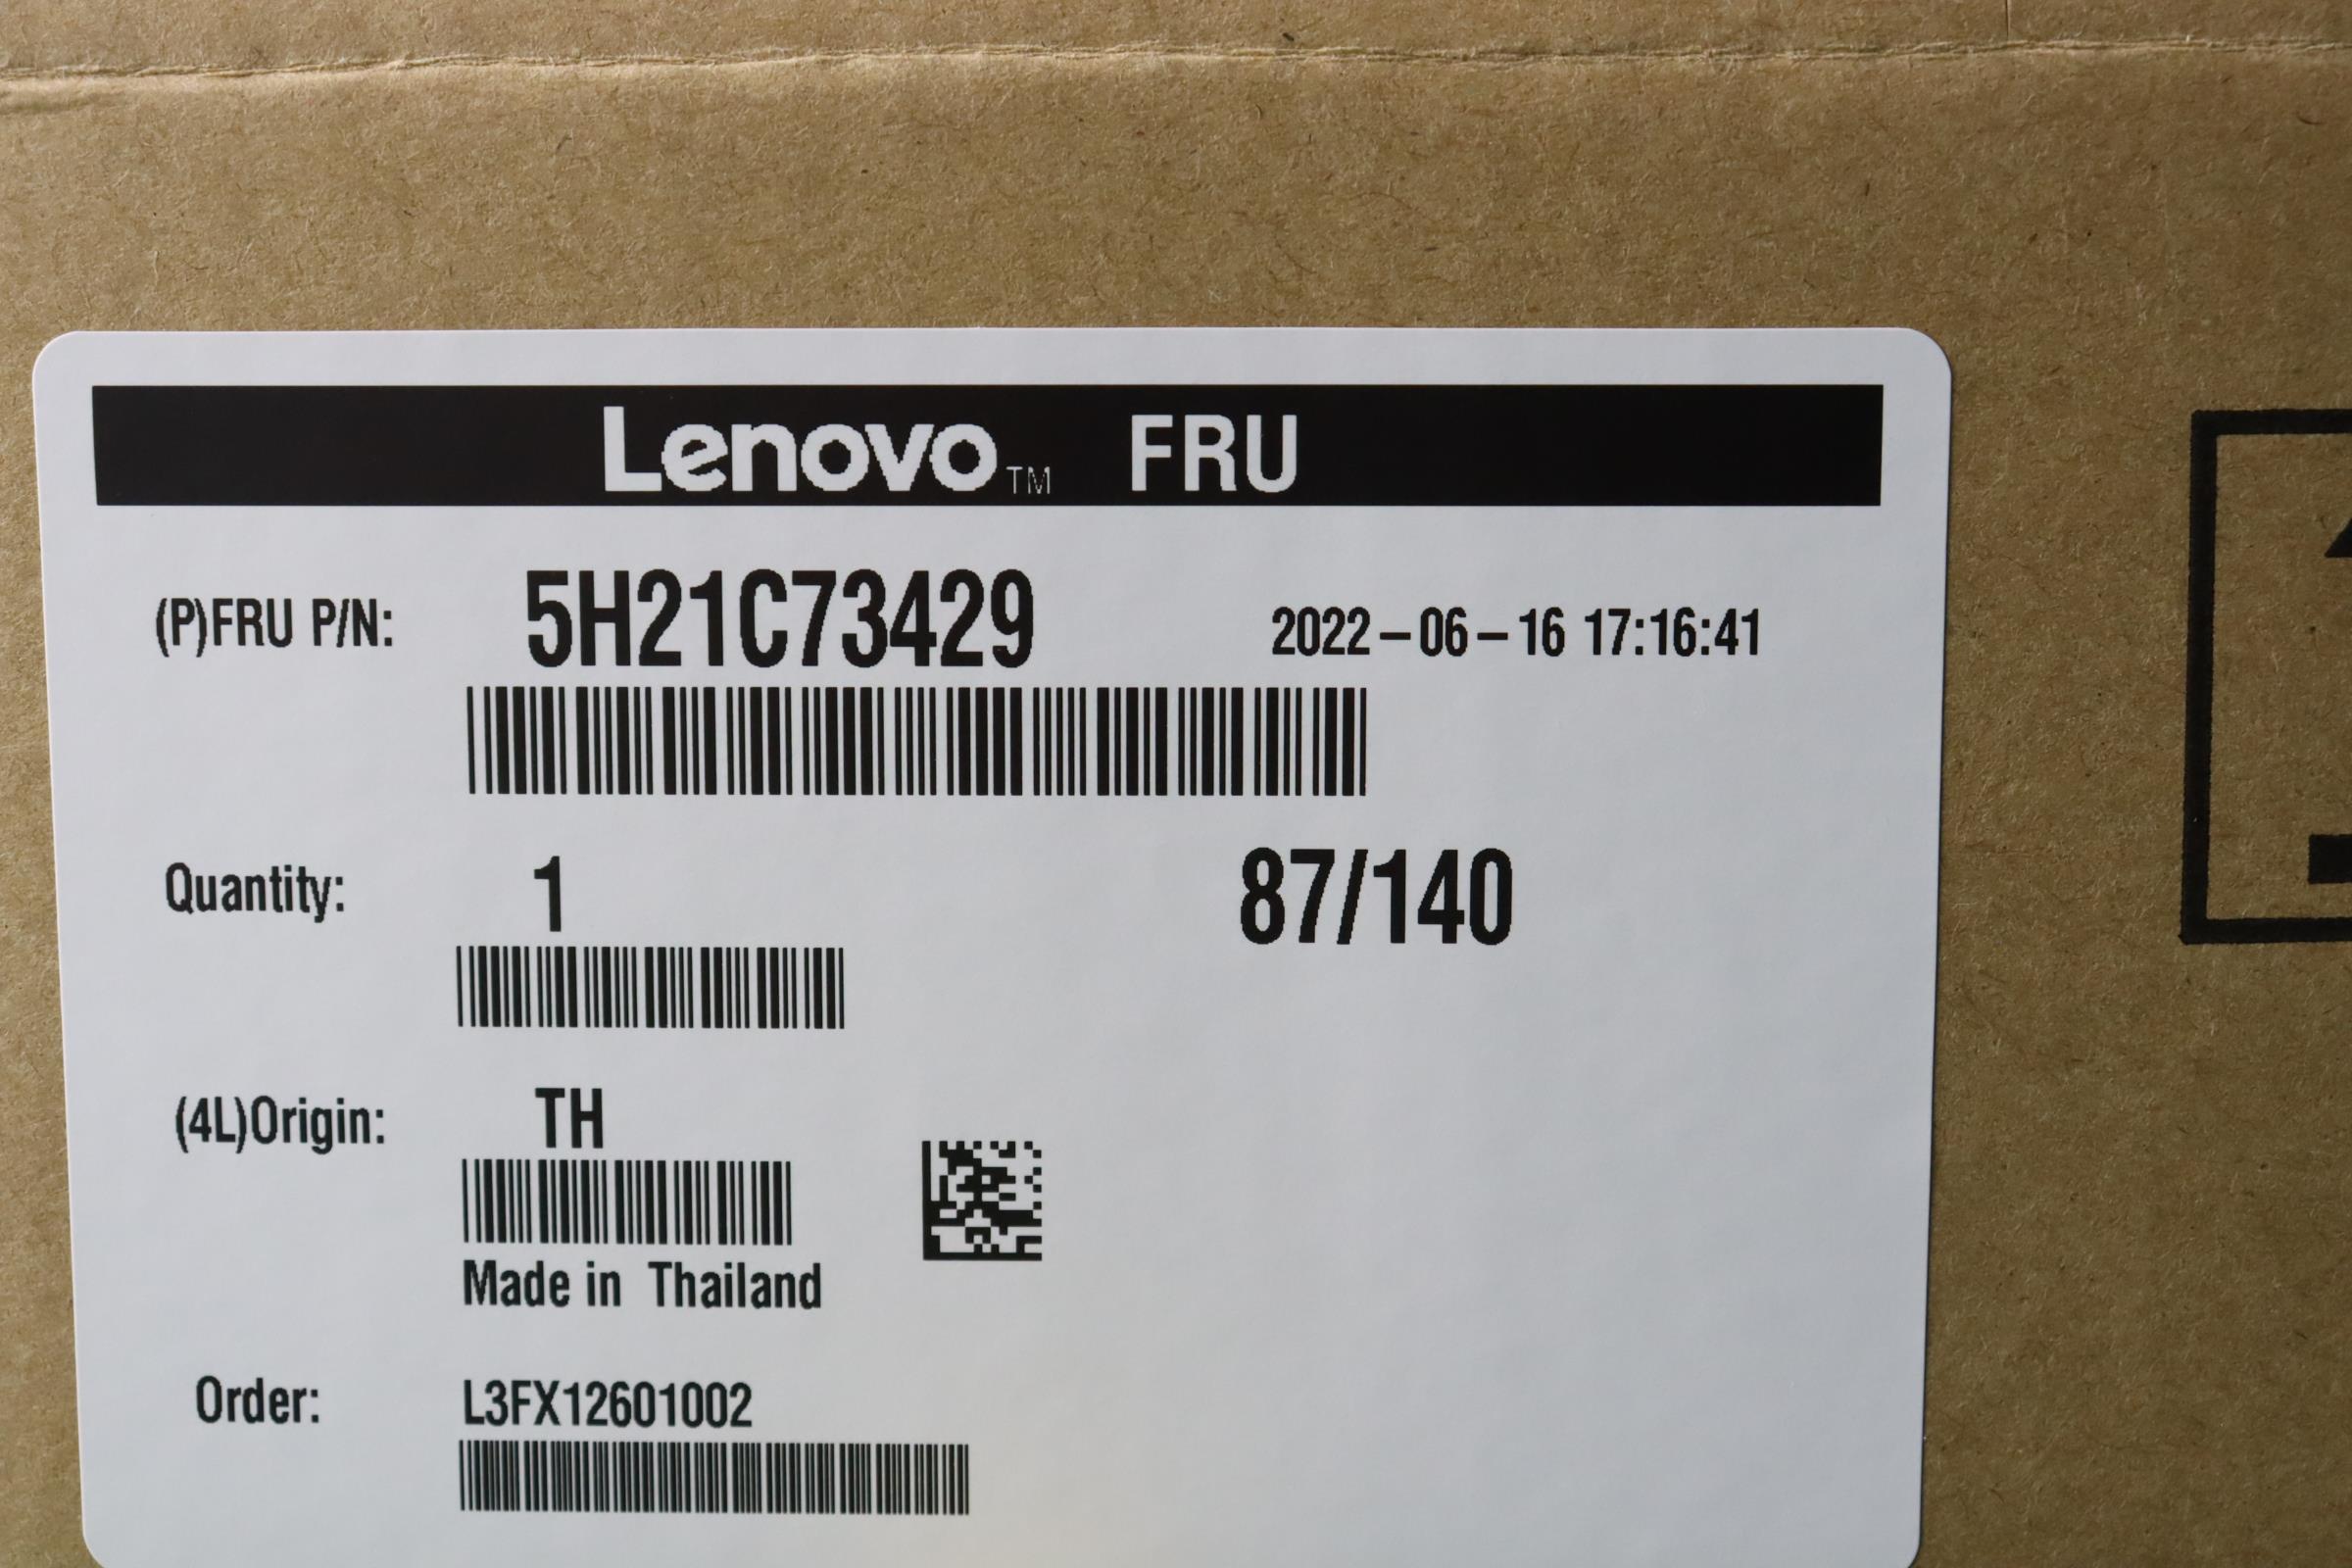 Lenovo™ FRU
(P)FRU P/N: 5H21C73429 2022-06-16 17:16:41
Quantity: 1 87/140
(4L)Origin: TH
Made in Thailand
Order: L3FX12601002